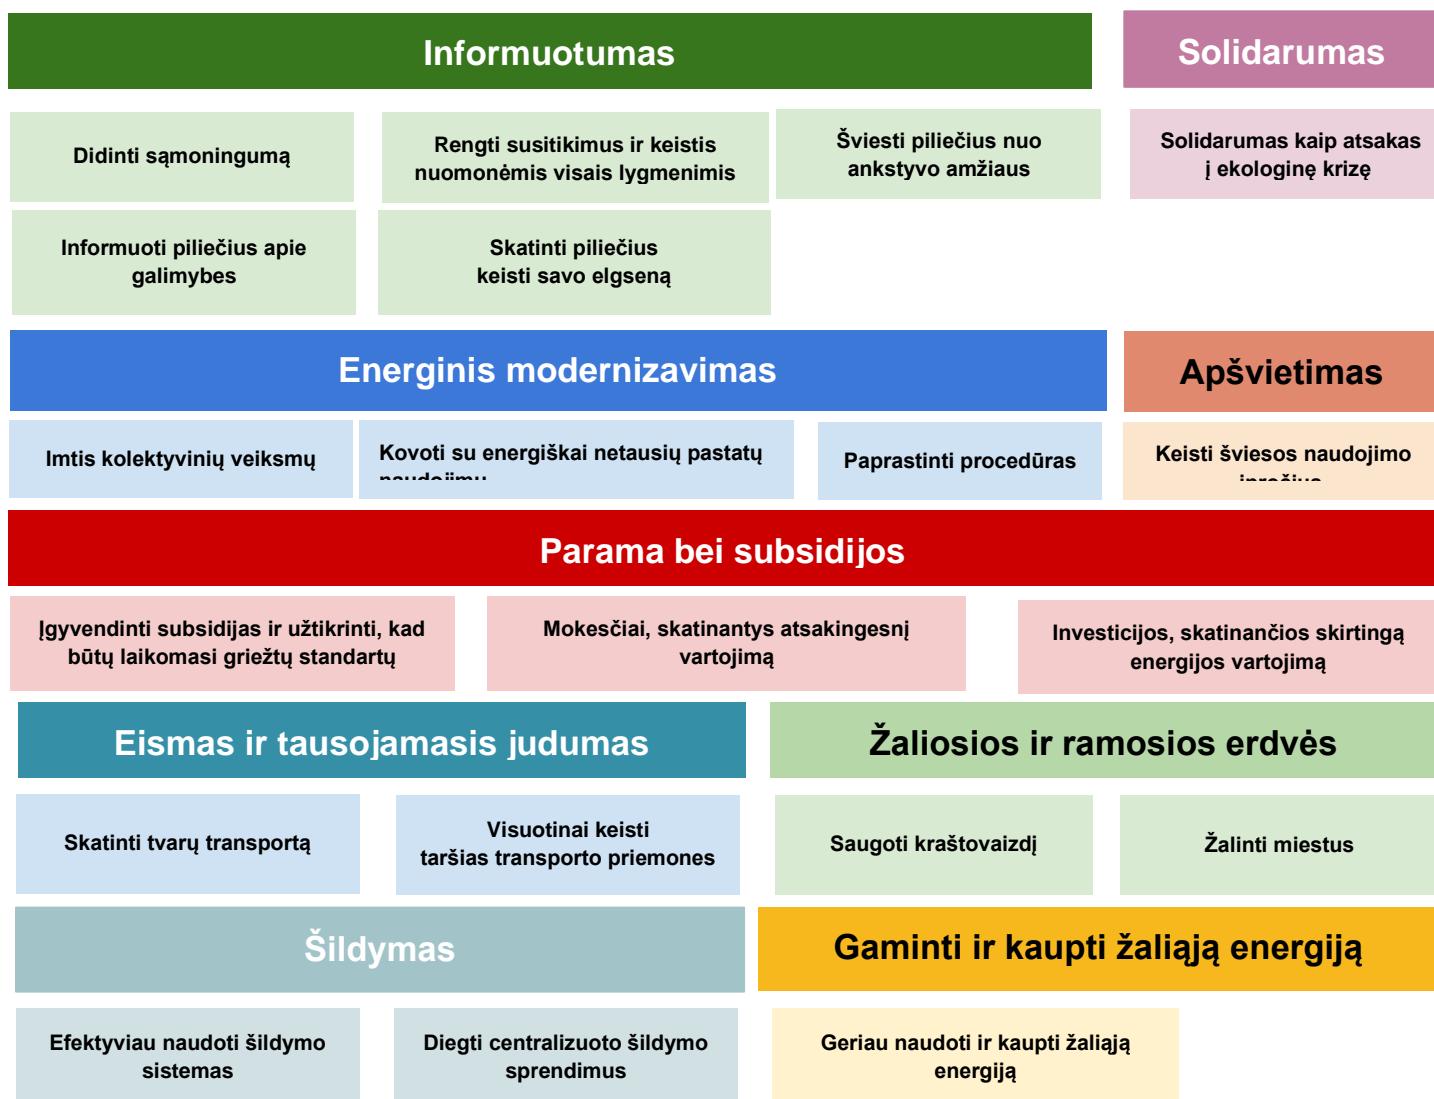 Informuotumas
Solidarumas
Didinti sąmoningumą
Rengti susitikimus ir keistis
nuomonėmis visais lygmenimis
Šviesti piliečius nuo
ankstyvo amžiaus
Solidarumas kaip atsakas
į ekologinę krizę
Informuoti piliečius apie
galimybes
Skatinti piliečius
keisti savo elgseną
Energinis modernizavimas
Apšvietimas
Imtis kolektyvinių veiksmų
Kovoti su energiškai netausių pastatų
naudojimu
Paprastinti procedūras
Keisti šviesos naudojimo
įpročius
Parama bei subsidijos
Įgyvendinti subsidijas ir užtikrinti, kad
būtų laikomasi griežtų standartų
Mokesčiai, skatinantys atsakingesnį
vartojimą
Investicijos, skatinančios skirtingą
energijos vartojimą
Eismas ir tausojamasis judumas
Žaliosios ir ramosios erdvės
Skatinti tvarų transportą
Visuotinai keisti
taršias transporto priemones
Saugoti kraštovaizdį
Žalinti miestus
Šildymas
Gaminti ir kaupti žaliąją energiją
Efektyviau naudoti šildymo
sistemas
Diegti centralizuoto šildymo
sprendimus
Geriau naudoti ir kaupti žaliąją
energiją